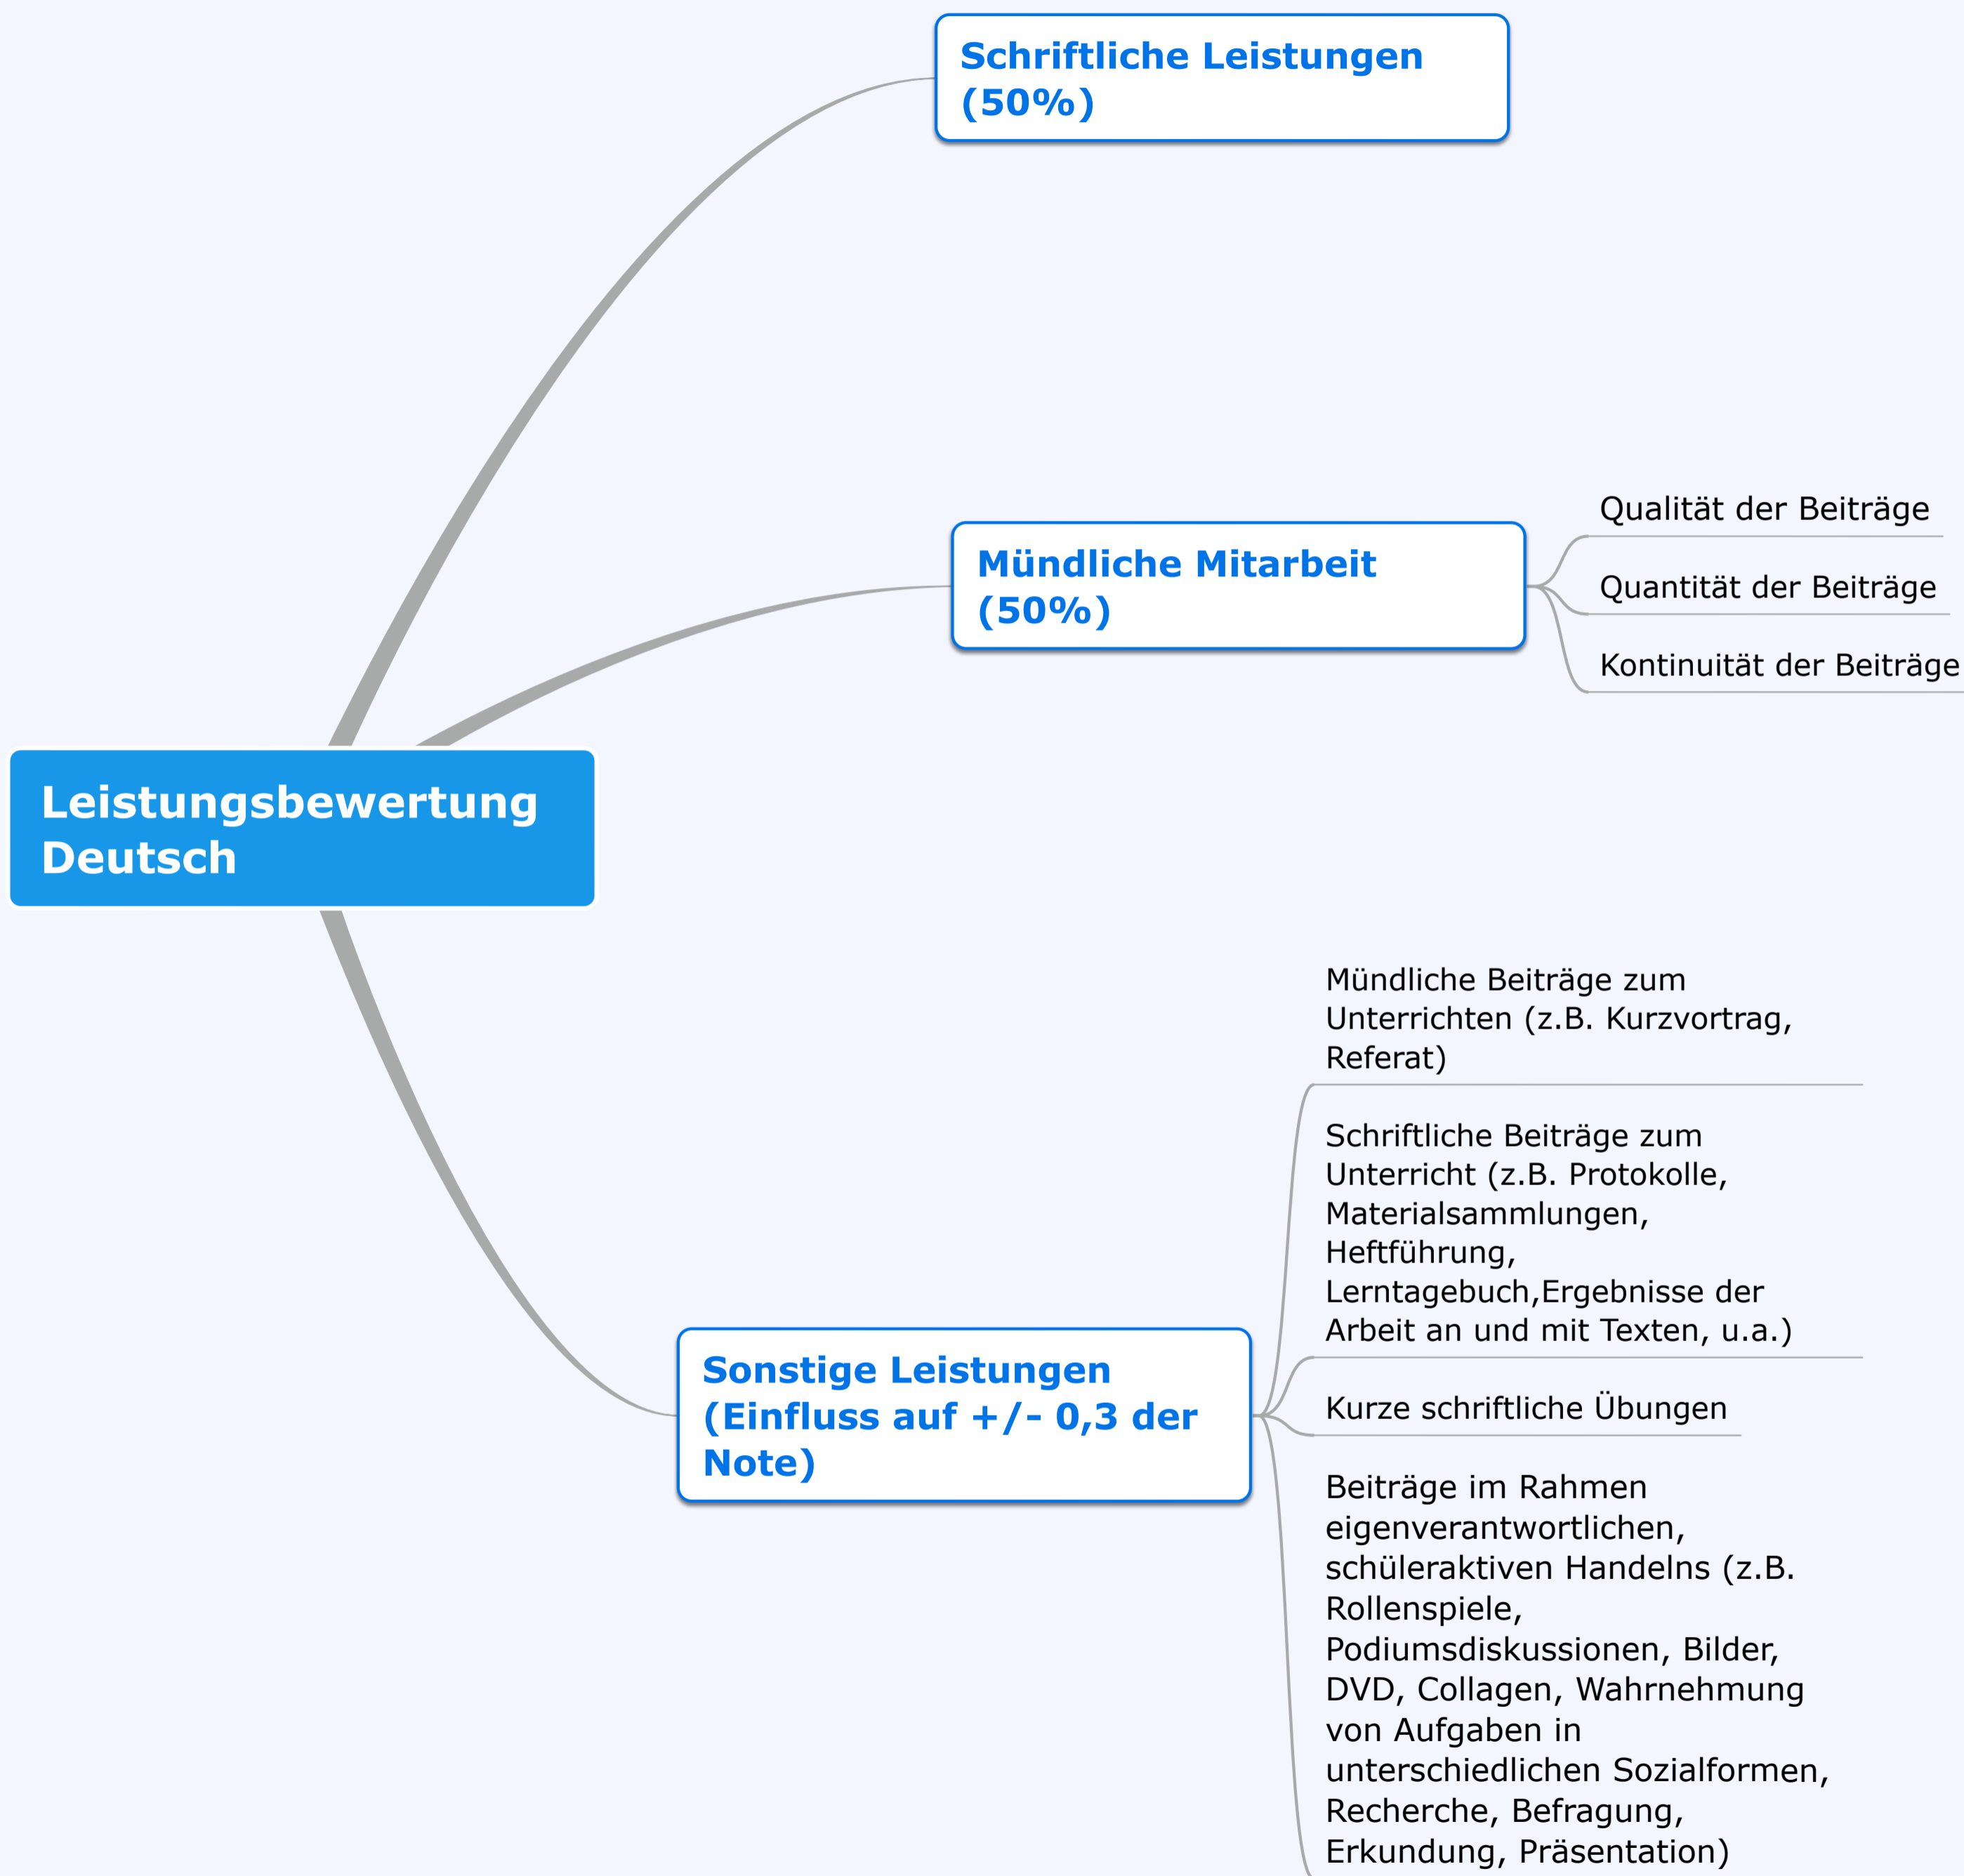 Schriftliche Leistungen
(50%)
Mündliche Mitarbeit
(50%)
Qualität der Beiträge
Quantität der Beiträge
Kontinuität der Beiträge
Leistungsbewertung
Deutsch
Sonstige Leistungen
(Einfluss auf +/- 0,3 der
Note)
Mündliche Beiträge zum
Unterrichten (z.B. Kurzvortrag,
Referat)
Schriftliche Beiträge zum
Unterricht (z.B. Protokolle,
Materialsammlungen,
Heftführung,
Lerntagebuch,Ergebnisse der
Arbeit an und mit Texten, u.a.)
Kurze schriftliche Übungen
Beiträge im Rahmen
eigenverantwortlichen,
schüleraktiven Handelns (z.B.
Rollenspiele,
Podiumsdiskussionen, Bilder,
DVD, Collagen, Wahrnehmung
von Aufgaben in
unterschiedlichen Sozialformen,
Recherche, Befragung,
Erkundung, Präsentation)